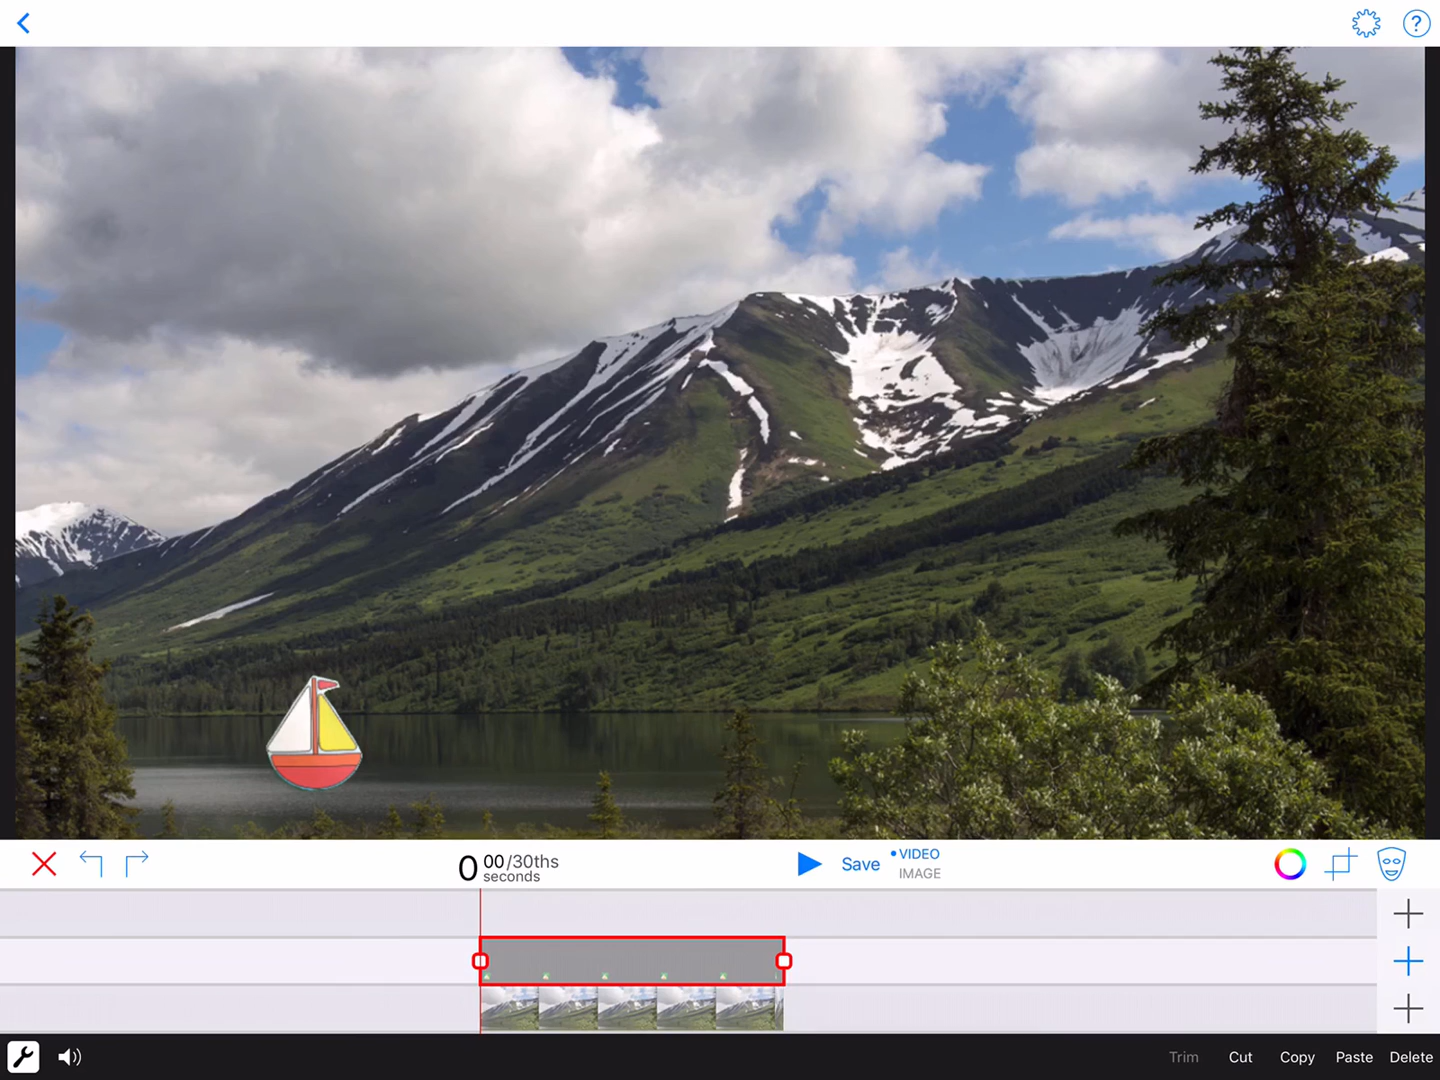 ?
0 00/30ths
seconds
Save
VIDEO
IMAGE
Trim Cut Copy Paste Delete